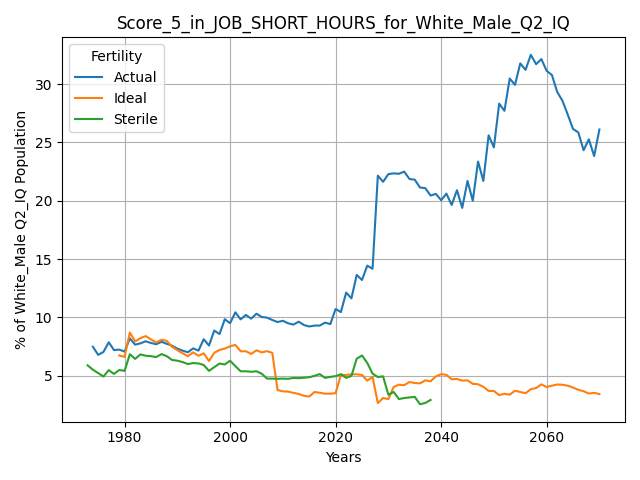 Score_5_in_JOB_SHORT_HOURS_for_White_Male_Q2_IQ
Fertility
Actual
Ideal
Sterile
% of White_Male Q2_IQ Population
30
25
20
15
10
5
1980 2000 2020 2040 2060
Years